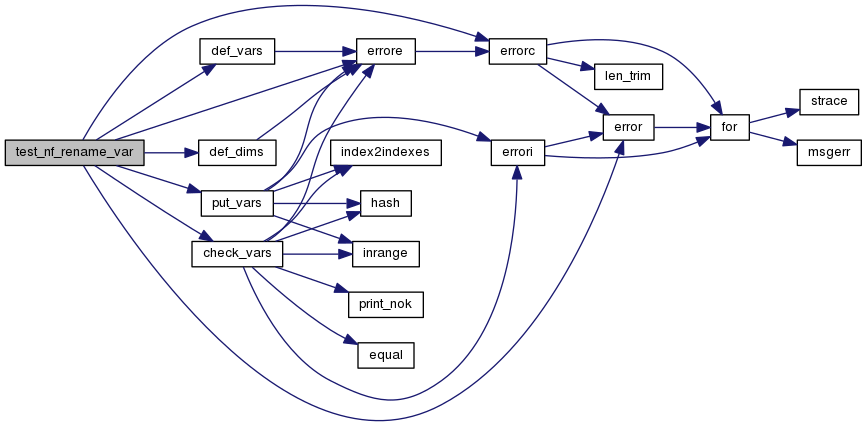 test_nf_rename_var
def_vars
def_dims
put_vars
check_vars
errore
index2indexes
hash
inrange
print_nok
equal
errorc
errori
len_trim
error
for
strace
msgerr